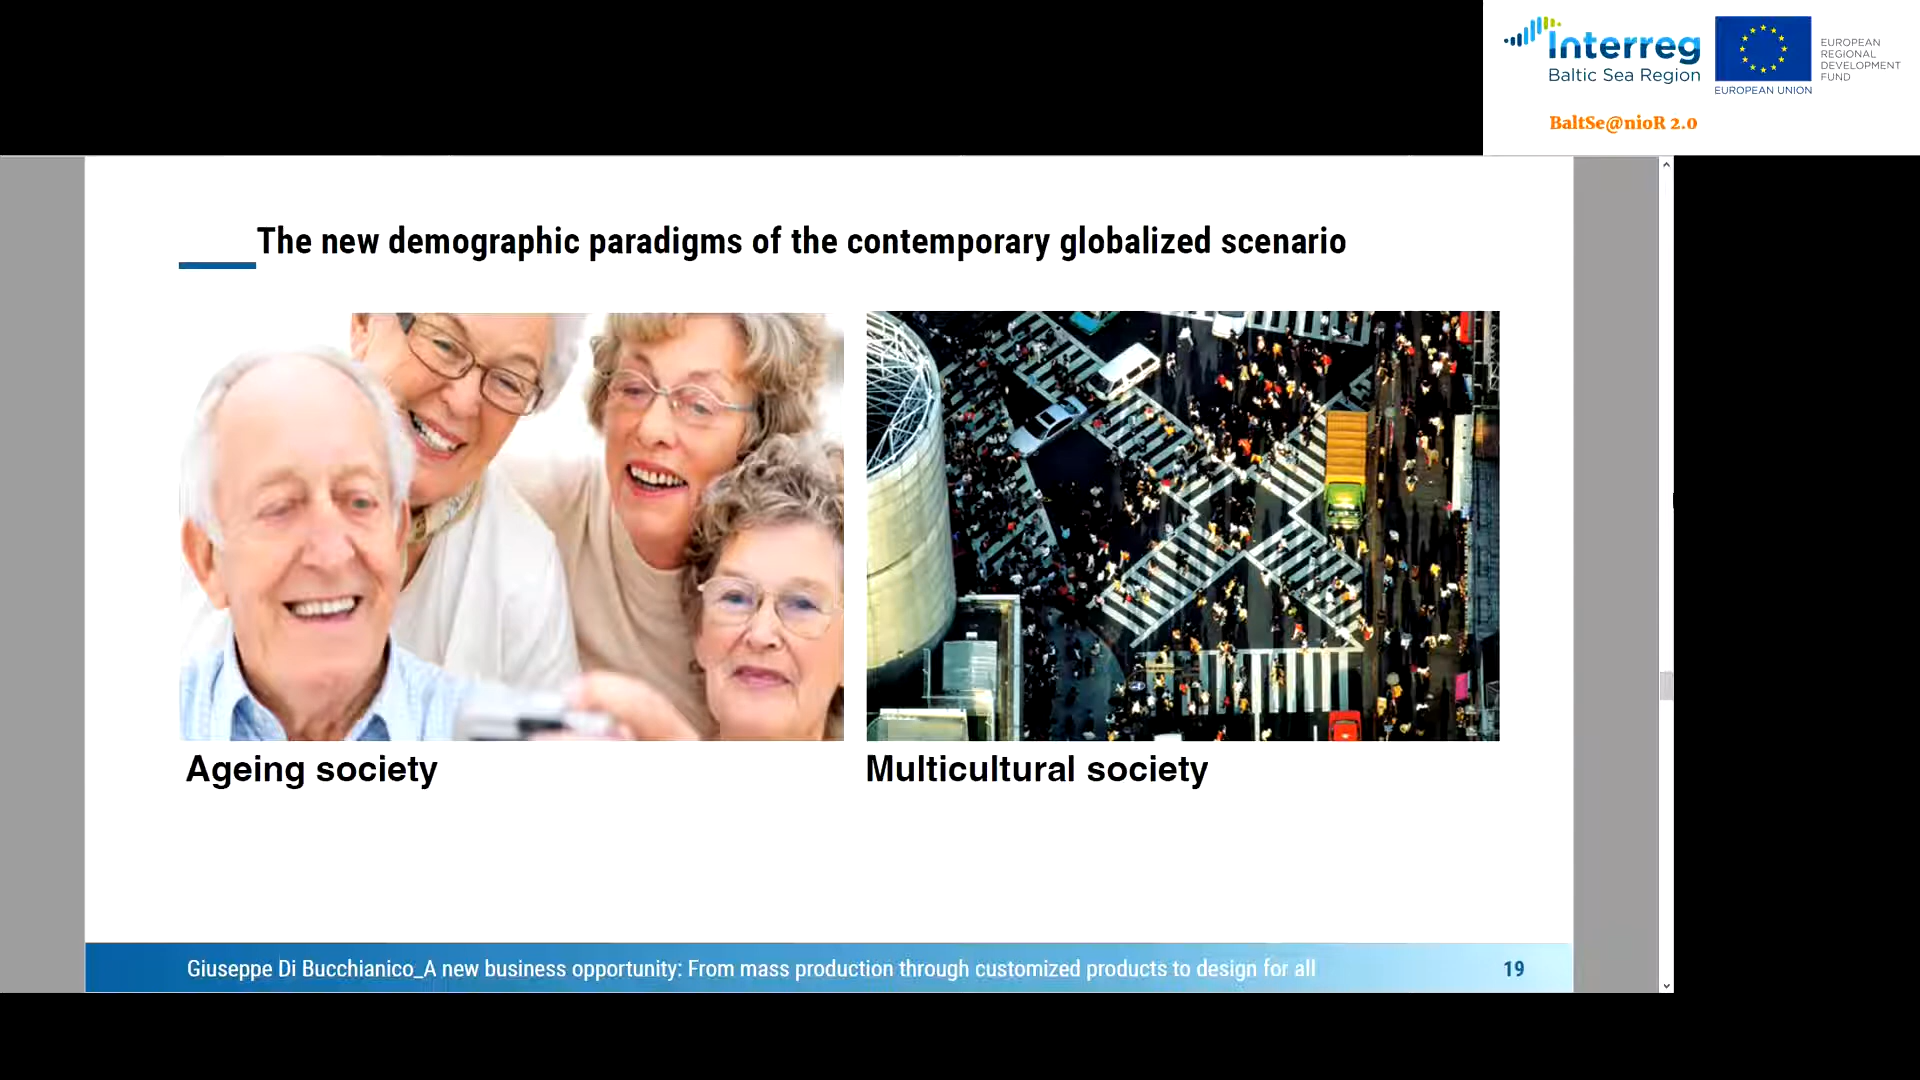 Interreg
Baltic Sea Region
EUROPEAN UNION
EUROPEAN
REGIONAL
DEVELOPMENT
FUND
BaltSe@nioR 2.0
The new demographic paradigms of the contemporary globalized scenario
Ageing society
Multicultural society
Giuseppe Di Bucchianico_A new business opportunity: From mass production through customized products to design for all
19